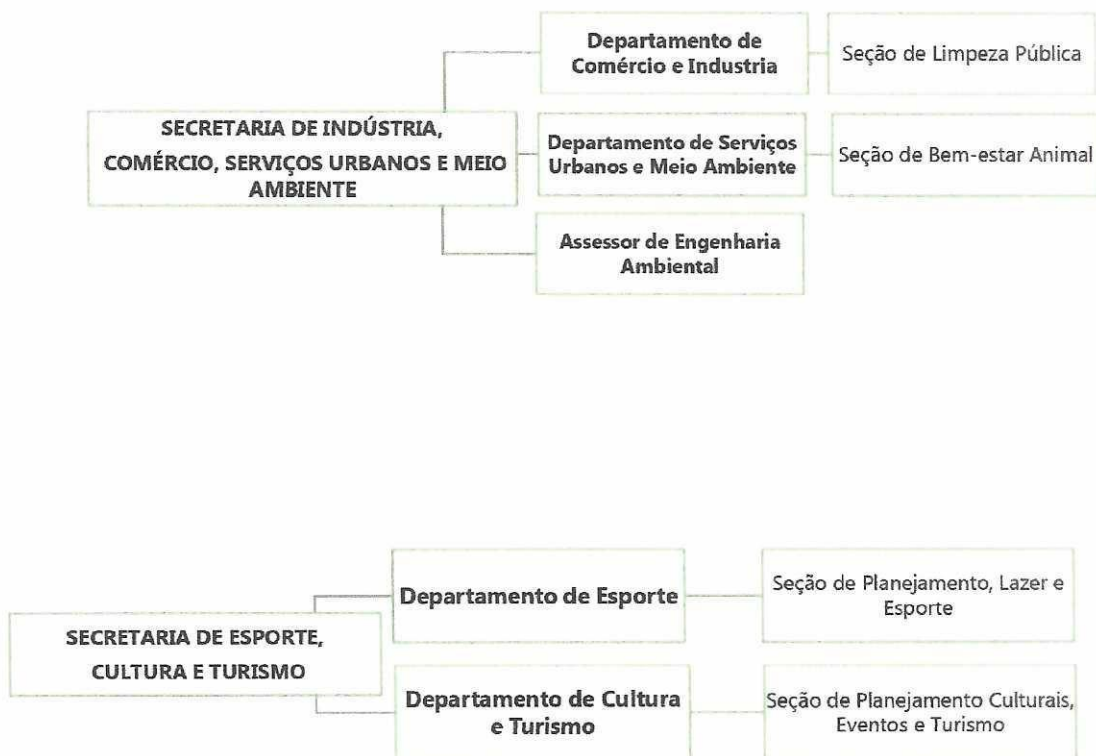 SECRETARIA DE INDÚSTRIA,
COMÉRCIO, SERVIÇOS URBANOS E MEIO
AMBIENTE
Departamento de
Comércio e Industria
Seção de Limpeza Pública
Departamento de Serviços
Urbanos e Meio Ambiente
Seção de Bem-estar Animal
Assessor de Engenharia
Ambiental
SECRETARIA DE ESPORTE,
CULTURA E TURISMO
Departamento de Esporte
Seção de Planejamento, Lazer e
Esporte
Departamento de Cultura
e Turismo
Seção de Planejamento Culturais,
Eventos e Turismo